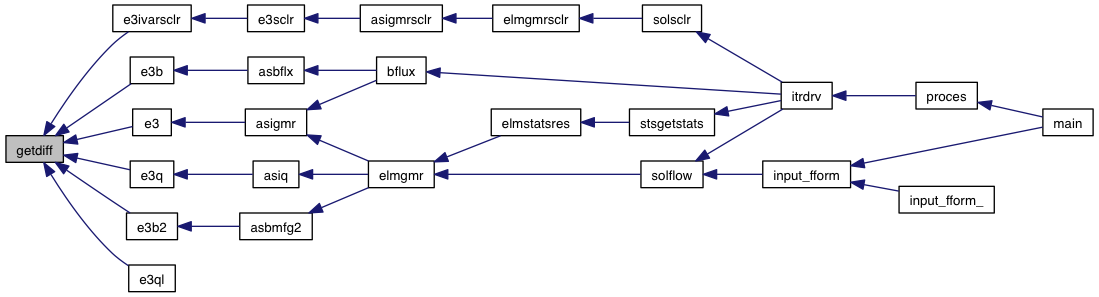 e3ivarsclr
e3sclr
asigmrsclr
elmgmrsclr
solsclr
e3b
asbflx
bflux
itrdrv
proces
e3
asigmr
elmstatsres
stsgetstats
main
getdiff
e3q
asiq
elmgmr
solflow
input_fform
input_fform_
e3b2
asbmfg2
e3ql